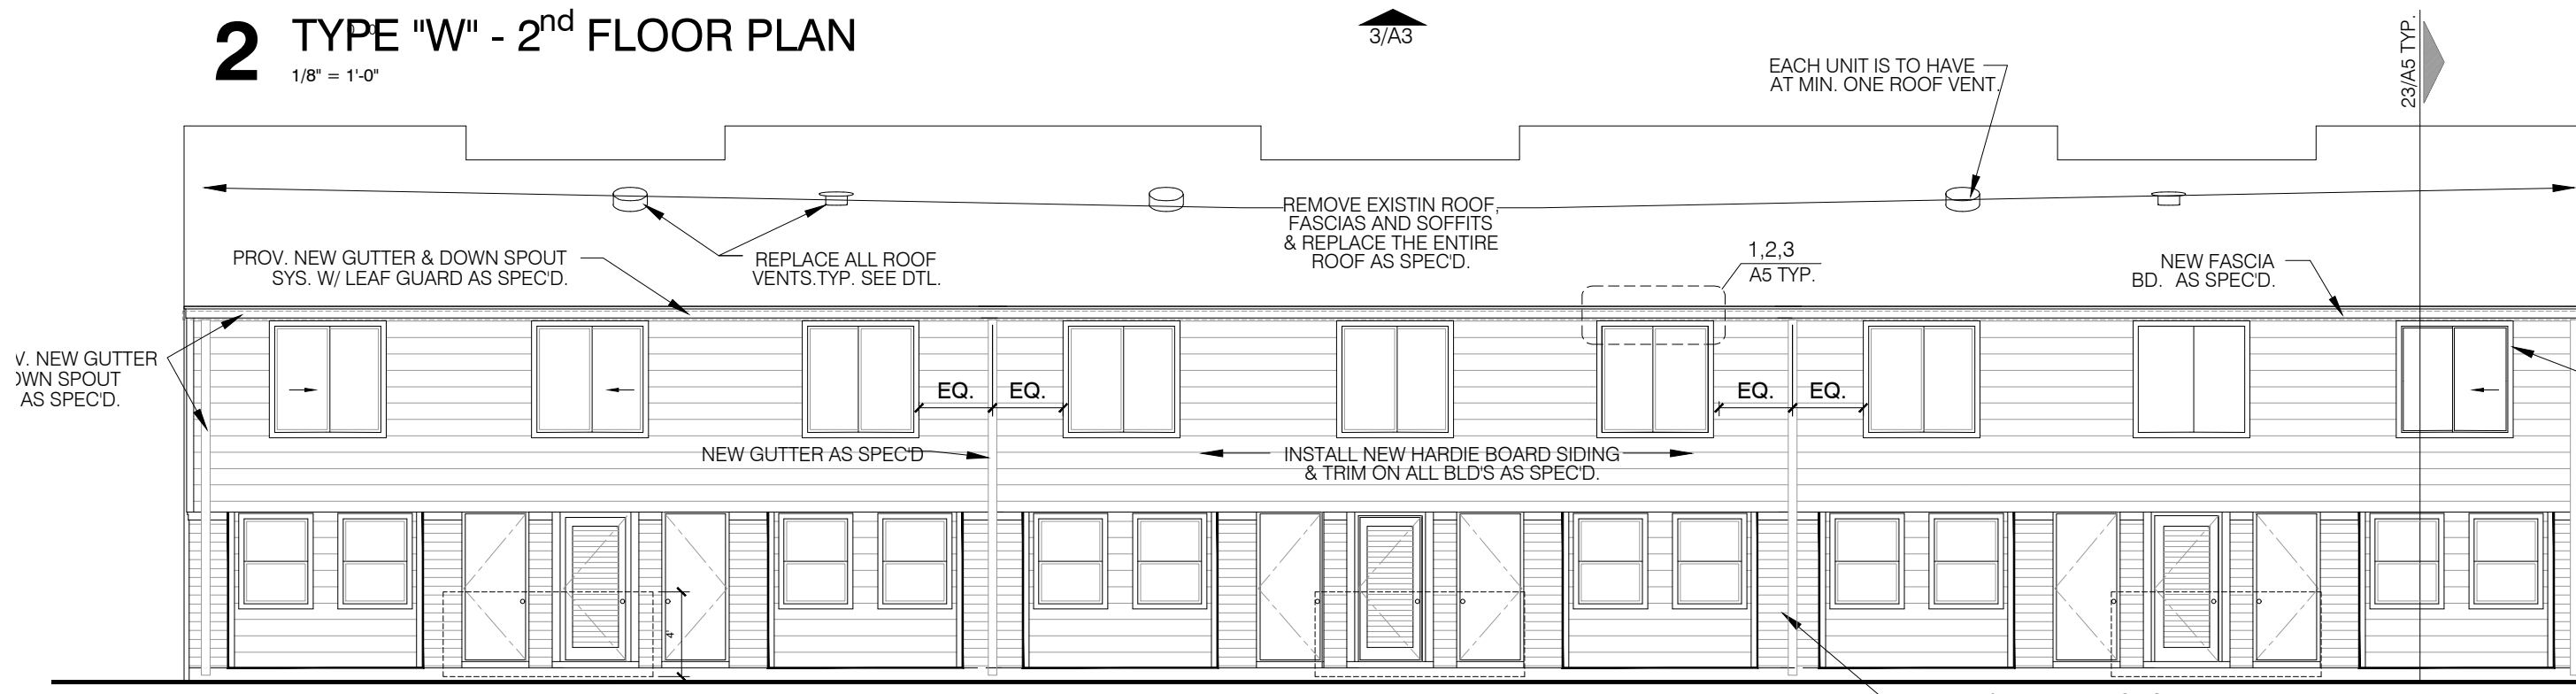 2 TYPE "W" - 2nd FLOOR PLAN
1/8" = 1'-0"
3/A3
23/A5 TYP.
EACH UNIT IS TO HAVE
AT MIN. ONE ROOF VENT.
REMOVE EXISTIN ROOF,
FASCIAS AND SOFFITS
& REPLACE THE ENTIRE
ROOF AS SPEC'D.
PROV. NEW GUTTER & DOWN SPOUT
SYS. W/ LEAF GUARD AS SPEC'D.
REPLACE ALL ROOF
VENTS.TYP. SEE DTL.
1,2,3
A5 TYP.
NEW FASCIA
BD. AS SPEC'D.
V. NEW GUTTER
OWN SPOUT
AS SPEC'D.
EQ. EQ. EQ. EQ.
NEW GUTTER AS SPEC'D
INSTALL NEW HARDIE BOARD SIDING
& TRIM ON ALL BLD'S AS SPEC'D.
4'